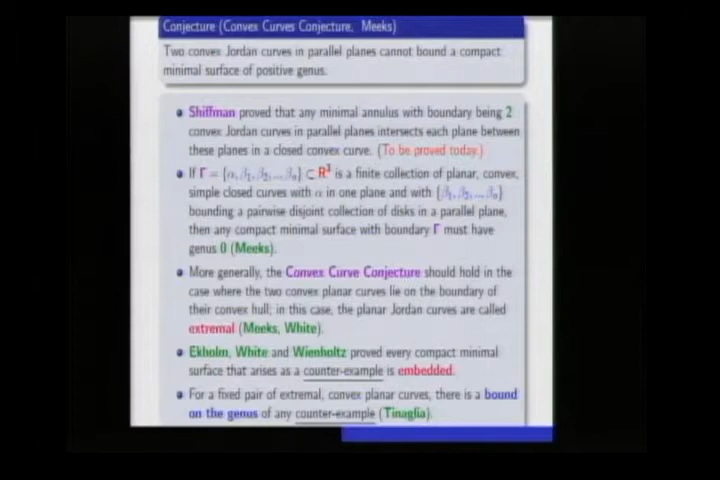 Conjecture (Convex Curves Conjecture, Meeks)
Two convex Jordan curves in parallel planes cannot bound a compact
minimal surface of positive genus.
Shiffman proved that any minimal annulus with boundary being 2
convex Jordan curves in parallel planes intersects each plane between
these planes in a closed convex curve. (To be proved today.)
If Γ = {α, β₁, β₂, ..., βₙ} ⊂ R³ is a finite collection of planar, convex,
simple closed curves with α in one plane and with {β₁, β₂, ..., βₙ}
bounding a pairwise disjoint collection of disks in a parallel plane,
then any compact minimal surface with boundary Γ must have
genus 0 (Meeks).
More generally, the Convex Curve Conjecture should hold in the
case where the two convex planar curves lie on the boundary of
their convex hull; in this case, the planar Jordan curves are called
extremal (Meeks, White).
Ekholm, White and Wienholtz proved every compact minimal
surface that arises as a counter-example is embedded.
For a fixed pair of extremal, convex planar curves, there is a bound
on the genus of any counter-example (Tinaglia).